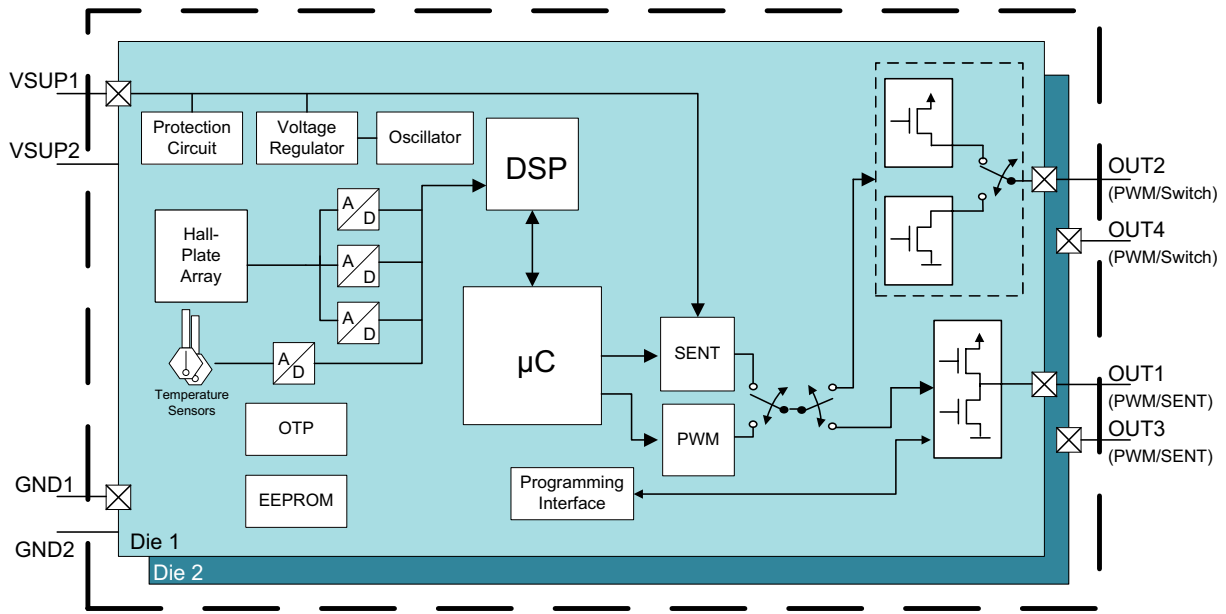 VSUP1
VSUP2
Protection
Circuit
Voltage
Regulator
Oscillator
DSP
Hall-
Plate
Array
A
D
A
D
A
D
A
D
Temperature
Sensors
µC
SENT
PWM
OTP
EEPROM
Programming
Interface
OUT2
(PWM/Switch)
OUT4
(PWM/Switch)
OUT1
(PWM/SENT)
OUT3
(PWM/SENT)
GND1
GND2
Die 1
Die 2